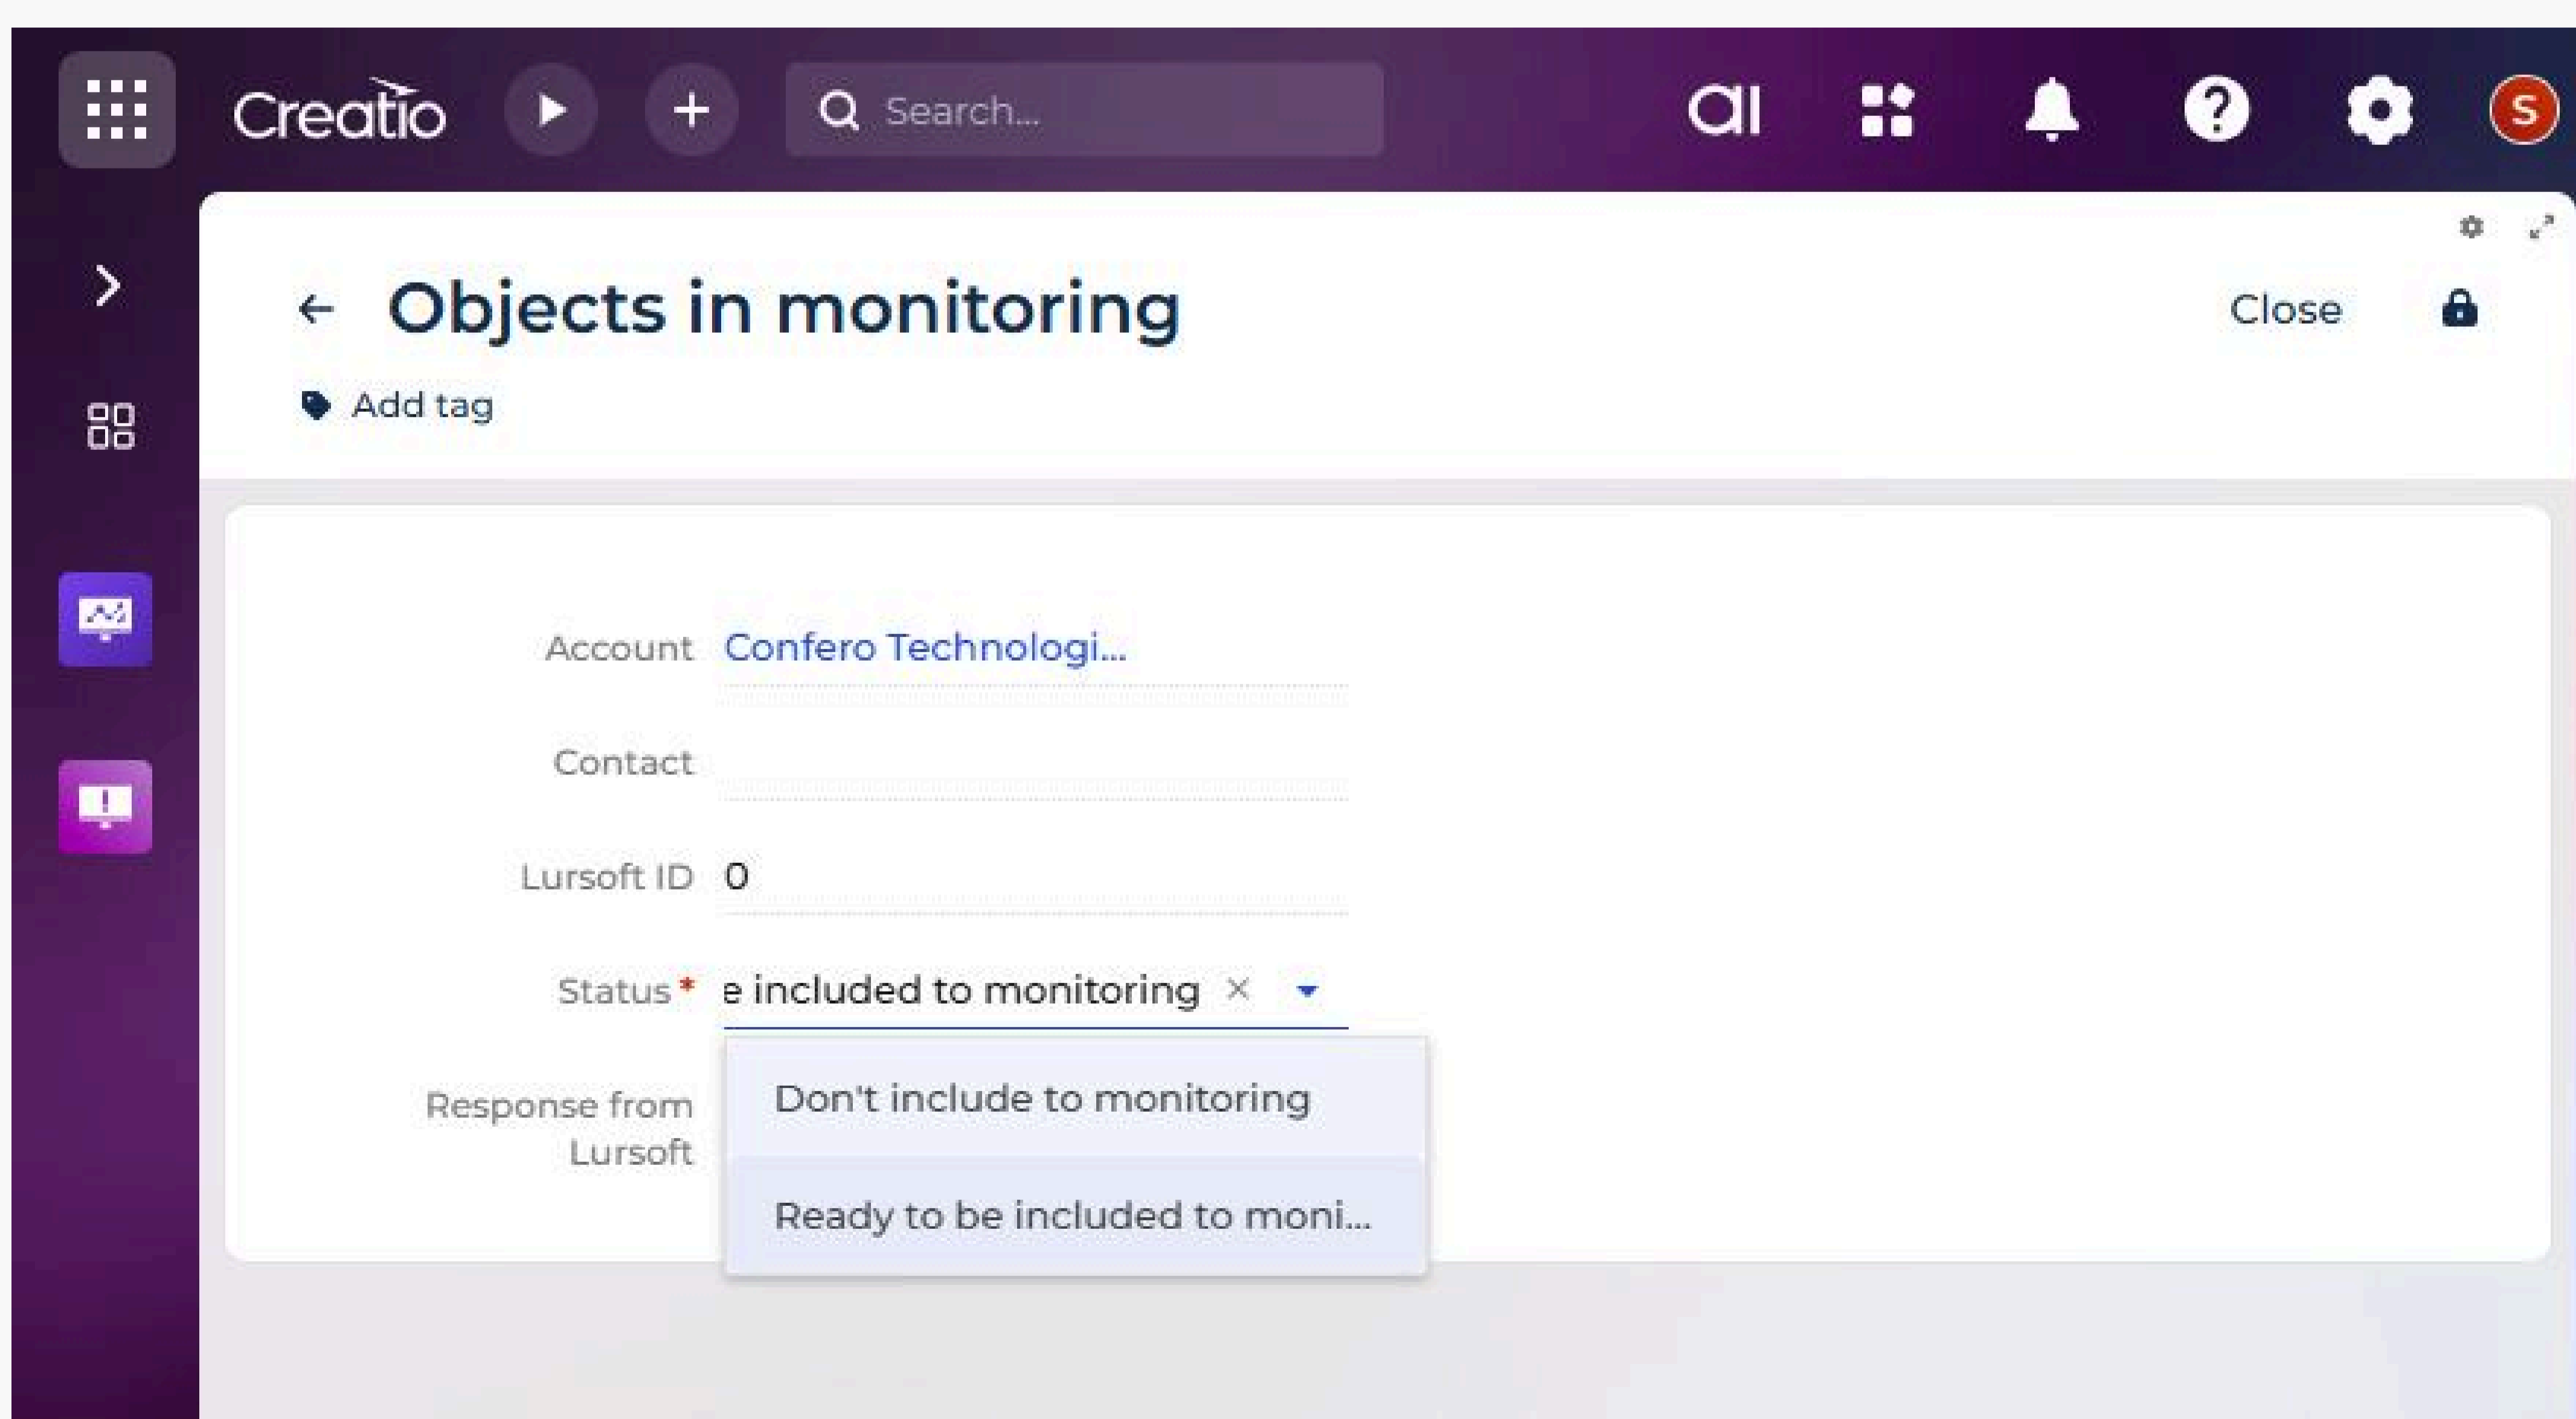 Creatio
Search...
ai
?
S
Objects in monitoring
Close
Add tag
Account Confero Technologi...
Contact
Lursoft ID 0
Status * e included to monitoring
Don't include to monitoring
Response from
Lursoft
Ready to be included to moni...